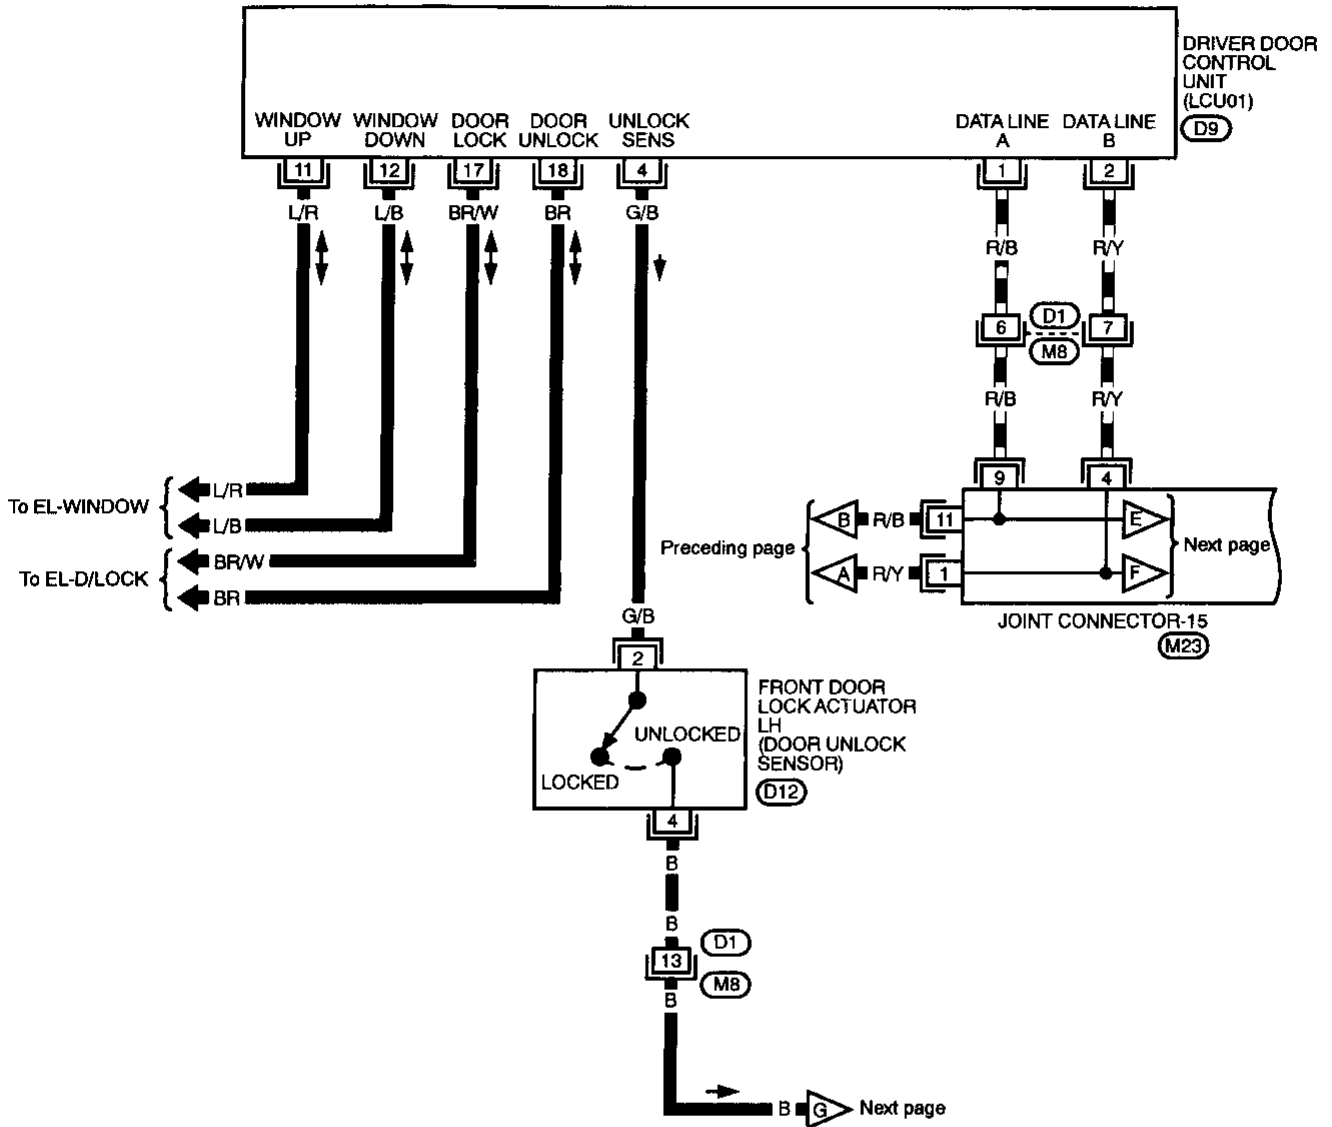 DRIVER DOOR
CONTROL
UNIT
(LCU01)
D9
WINDOW
UP
WINDOW
DOWN
DOOR
LOCK
DOOR
UNLOCK
UNLOCK
SENS
DATA LINE
A
DATA LINE
B
11
12
17
18
4
1
2
L/R
L/B
BR/W
BR
G/B
R/B
R/Y
6
D1
7
M8
R/B
R/Y
To EL-WINDOW
L/R
L/B
To EL-D/LOCK
BR/W
BR
9
4
Preceding page
B
R/B
11
E
Next page
A
R/Y
1
F
JOINT CONNECTOR-15
M23
G/B
2
FRONT DOOR
LOCK ACTUATOR
LH
(DOOR UNLOCK
SENSOR)
D12
UNLOCKED
LOCKED
4
B
B
D1
13
M8
B
B
G
Next page